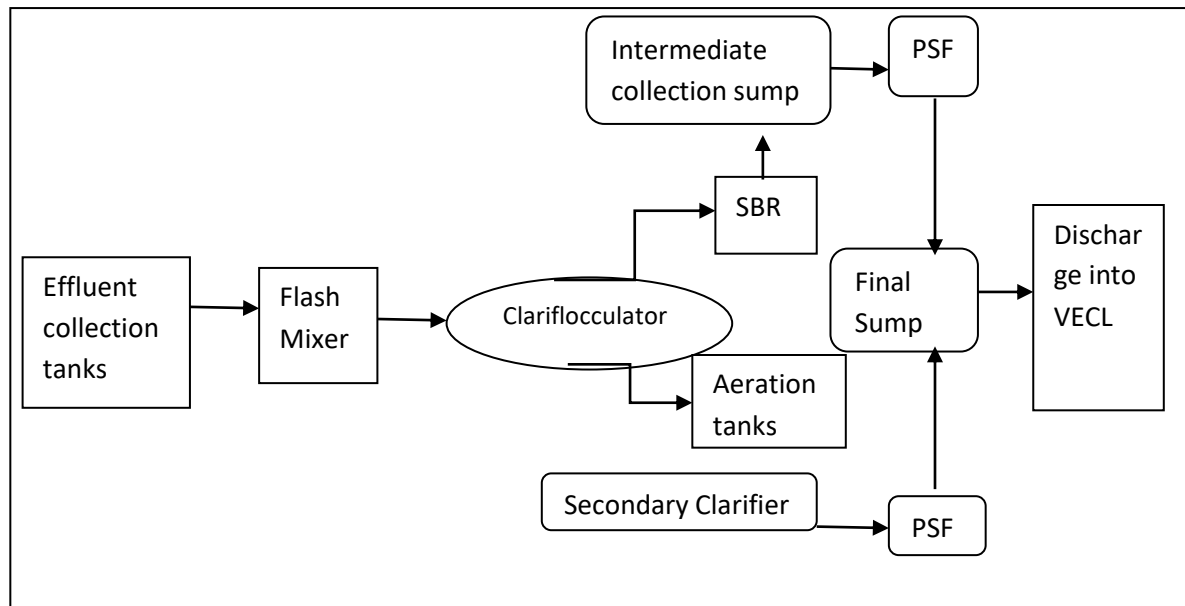 Intermediate
collection sump
PSF
SBR
Effluent
collection
tanks
Flash
Mixer
Clariflocculator
Final
Sump
Dischar
ge into
VECL
Aeration
tanks
Secondary Clarifier
PSF